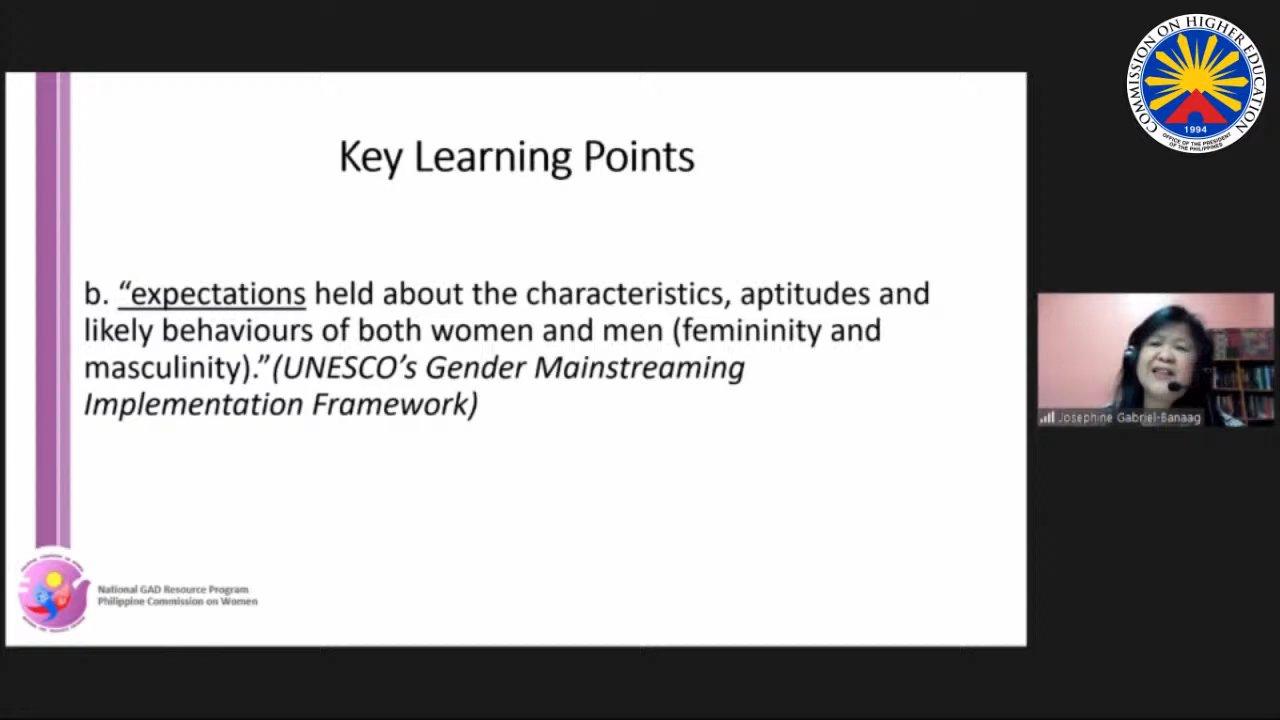 COMMISSION ON HIGHER EDUCATION
1994
OFFICE OF THE PRESIDENT
OF THE PHILIPPINES
Key Learning Points
b. “expectations held about the characteristics, aptitudes and
likely behaviours of both women and men (femininity and
masculinity).”(UNESCO’s Gender Mainstreaming
Implementation Framework)
Josephine Gabriel-Banaag
National GAD Resource Program
Philippine Commission on Women